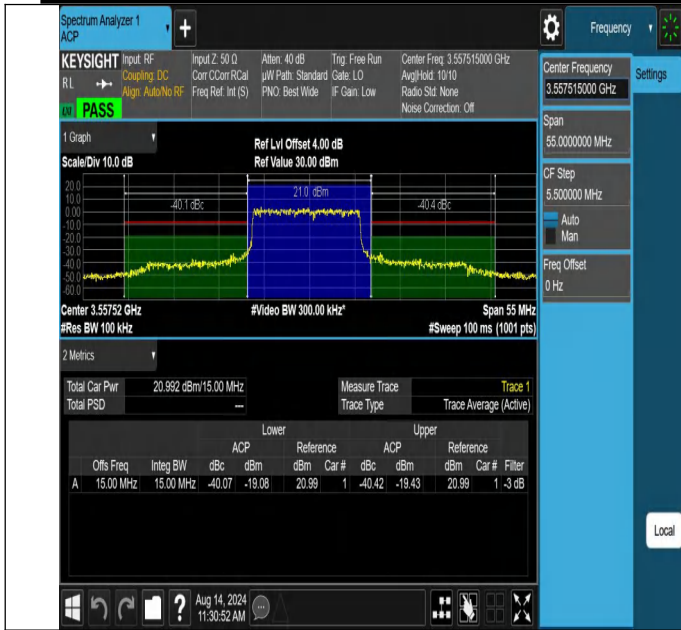 Spectrum Analyzer 1
ACP
+
Frequency
KEYSIGHT
RL
PASS
Input: RF
Coupling: DC
Align: Auto/No RF
Input Z: 50 Ω
Corr CCorr RCal
Freq Ref: Int (S)
Atten: 40 dB
µW Path: Standard
PNO: Best Wide
Trig: Free Run
Gate: LO
IF Gain: Low
Center Freq: 3.557515000 GHz
Avg|Hold: 10/10
Radio Std: None
Noise Correction: Off
Center Frequency
3.557515000 GHz
Settings
Span
55.0000000 MHz
CF Step
5.500000 MHz
Auto
Man
Freq Offset
0 Hz
1 Graph
Scale/Div 10.0 dB
Ref Lvl Offset 4.00 dB
Ref Value 30.00 dBm
20.0
10.0
0.00
-10.0
-20.0
-30.0
-40.0
-50.0
-60.0
-40.1 dBc
21.0 dBm
-40.4 dBc
Center 3.55752 GHz
#Video BW 300.00 kHz*
Span 55 MHz
#Res BW 100 kHz
#Sweep 100 ms (1001 pts)
2 Metrics
Total Car Pwr 20.992 dBm/15.00 MHz
Total PSD ---
Measure Trace Trace 1
Trace Type Trace Average (Active)
Lower Upper
ACP Reference ACP Reference
Offs Freq Integ BW dBc dBm dBm Car # dBc dBm dBm Car # Filter
A 15.00 MHz 15.00 MHz -40.07 -19.08 20.99 1 -40.42 -19.43 20.99 1 -3 dB
Local
?
Aug 14, 2024
11:30:52 AM